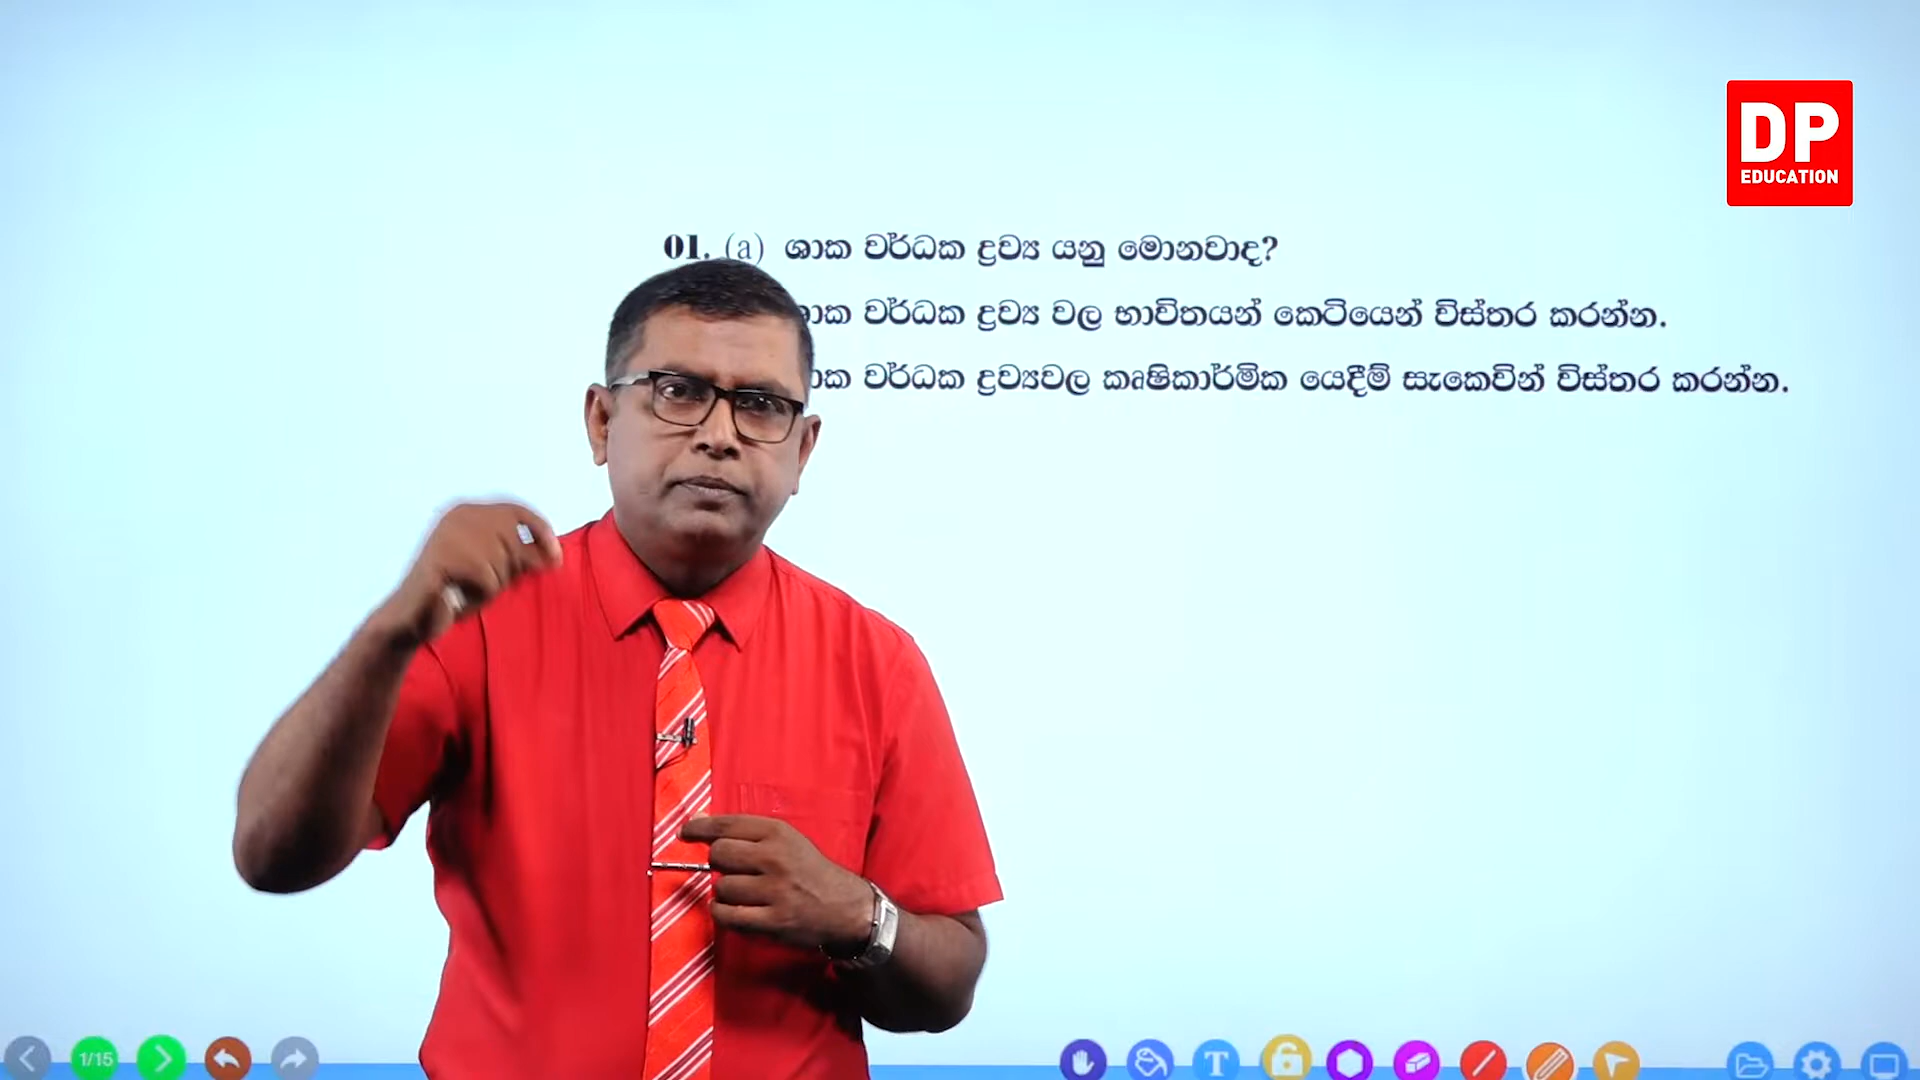 DP
EDUCATION
01. (a) ශාක වර්ධක ද්‍රව්‍ය යනු මොනවාද?
ශාක වර්ධක ද්‍රව්‍ය වල භාවිතයන් කෙටියෙන් විස්තර කරන්න.
වර්ධක ද්‍රව්‍යවල කෘෂිකාර්මික යෙදීම් සැකෙවින් විස්තර කරන්න.
1/15
T